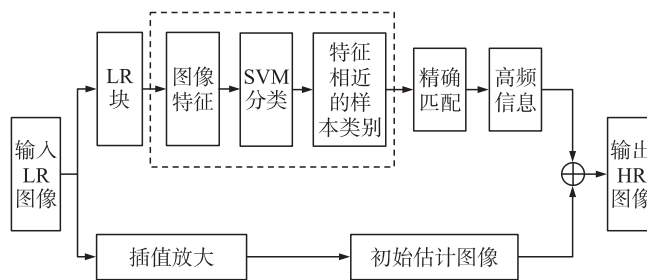 输入
LR
图像
LR
块
图像
特征
SVM
分类
特征
相近
的样
本类别
精确
匹配
高频
信息
插值放大
初始估计图像
输出
HR
图像